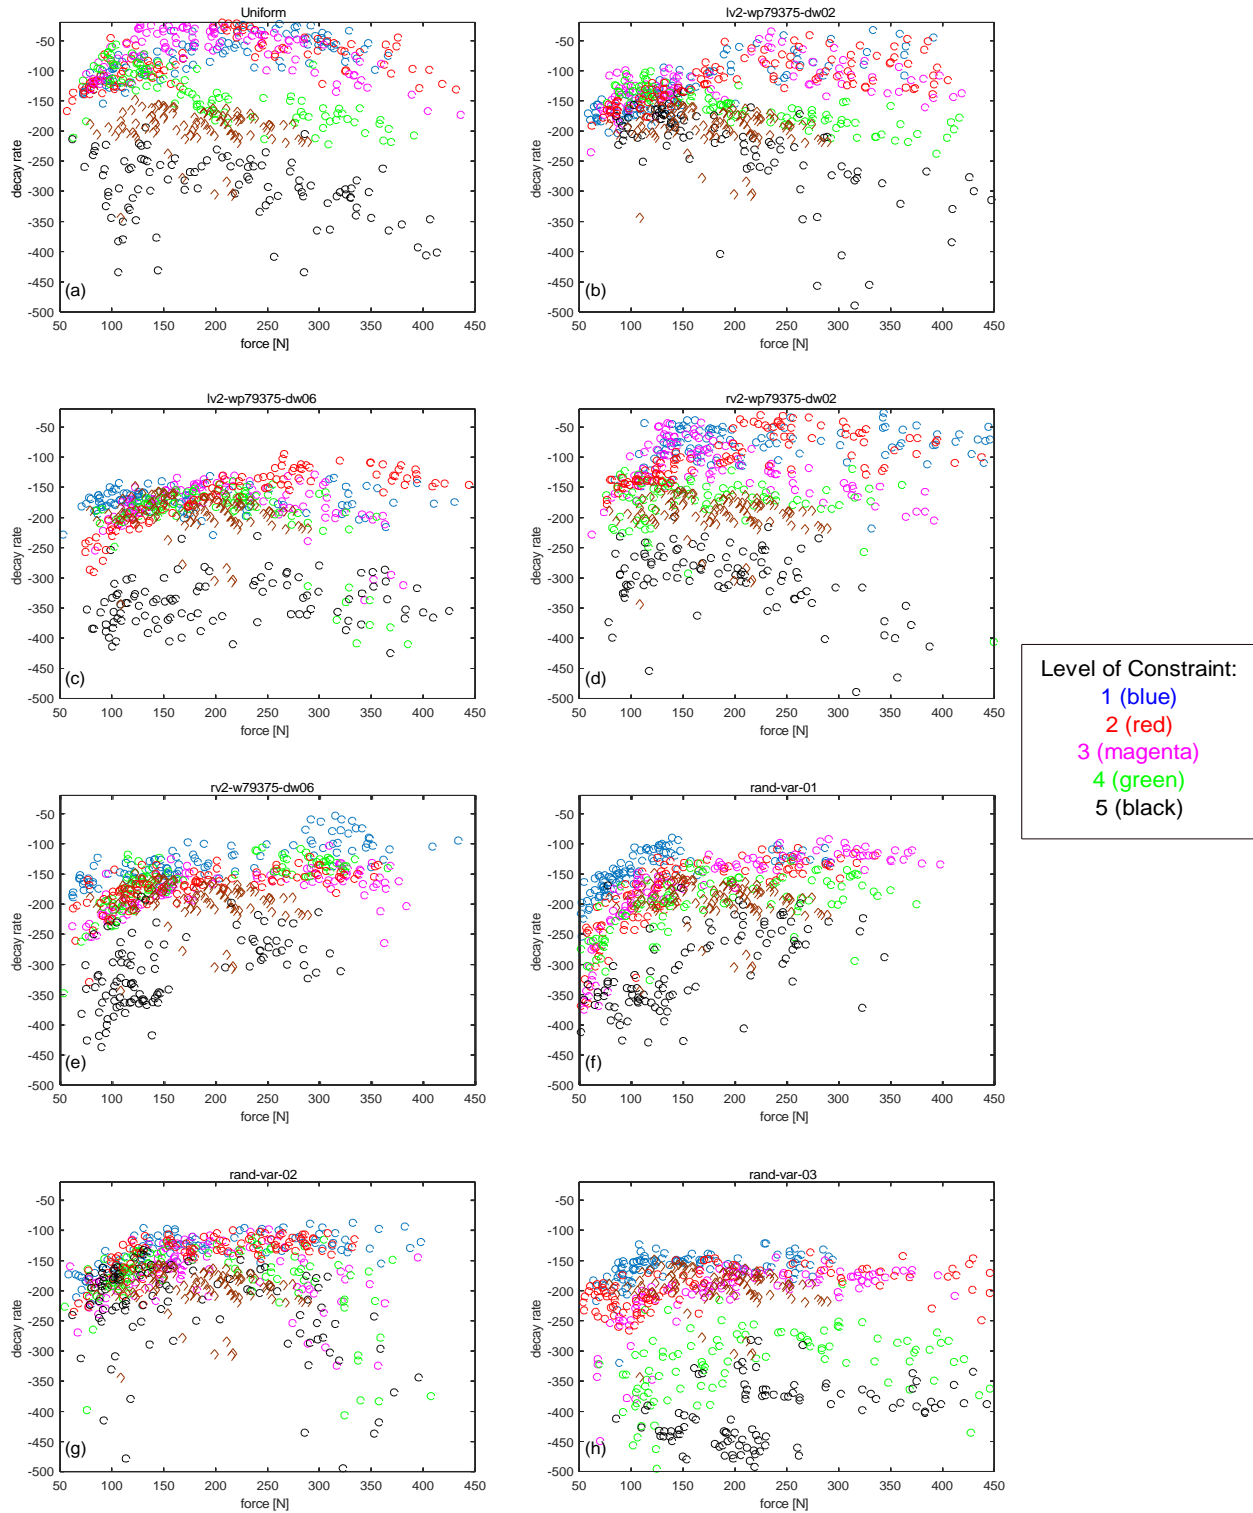 Uniform
-50
-100
-150
-200
-250
-300
-350
-400
-450
-500
decay rate
(a)
50 100 150 200 250 300 350 400 450
force [N]
lv2-wp79375-dw02
-50
-100
-150
-200
-250
-300
-350
-400
-450
-500
decay rate
(b)
50 100 150 200 250 300 350 400 450
force [N]
lv2-wp79375-dw06
-50
-100
-150
-200
-250
-300
-350
-400
-450
-500
decay rate
(c)
50 100 150 200 250 300 350 400 450
force [N]
rv2-wp79375-dw02
-50
-100
-150
-200
-250
-300
-350
-400
-450
-500
decay rate
(d)
50 100 150 200 250 300 350 400 450
force [N]
Level of Constraint:
1 (blue)
2 (red)
3 (magenta)
4 (green)
5 (black)
rv2-w79375-dw06
-50
-100
-150
-200
-250
-300
-350
-400
-450
-500
decay rate
(e)
50 100 150 200 250 300 350 400 450
force [N]
rand-var-01
-50
-100
-150
-200
-250
-300
-350
-400
-450
-500
decay rate
(f)
50 100 150 200 250 300 350 400 450
force [N]
rand-var-02
-50
-100
-150
-200
-250
-300
-350
-400
-450
-500
decay rate
(g)
50 100 150 200 250 300 350 400 450
force [N]
rand-var-03
-50
-100
-150
-200
-250
-300
-350
-400
-450
-500
decay rate
(h)
50 100 150 200 250 300 350 400 450
force [N]